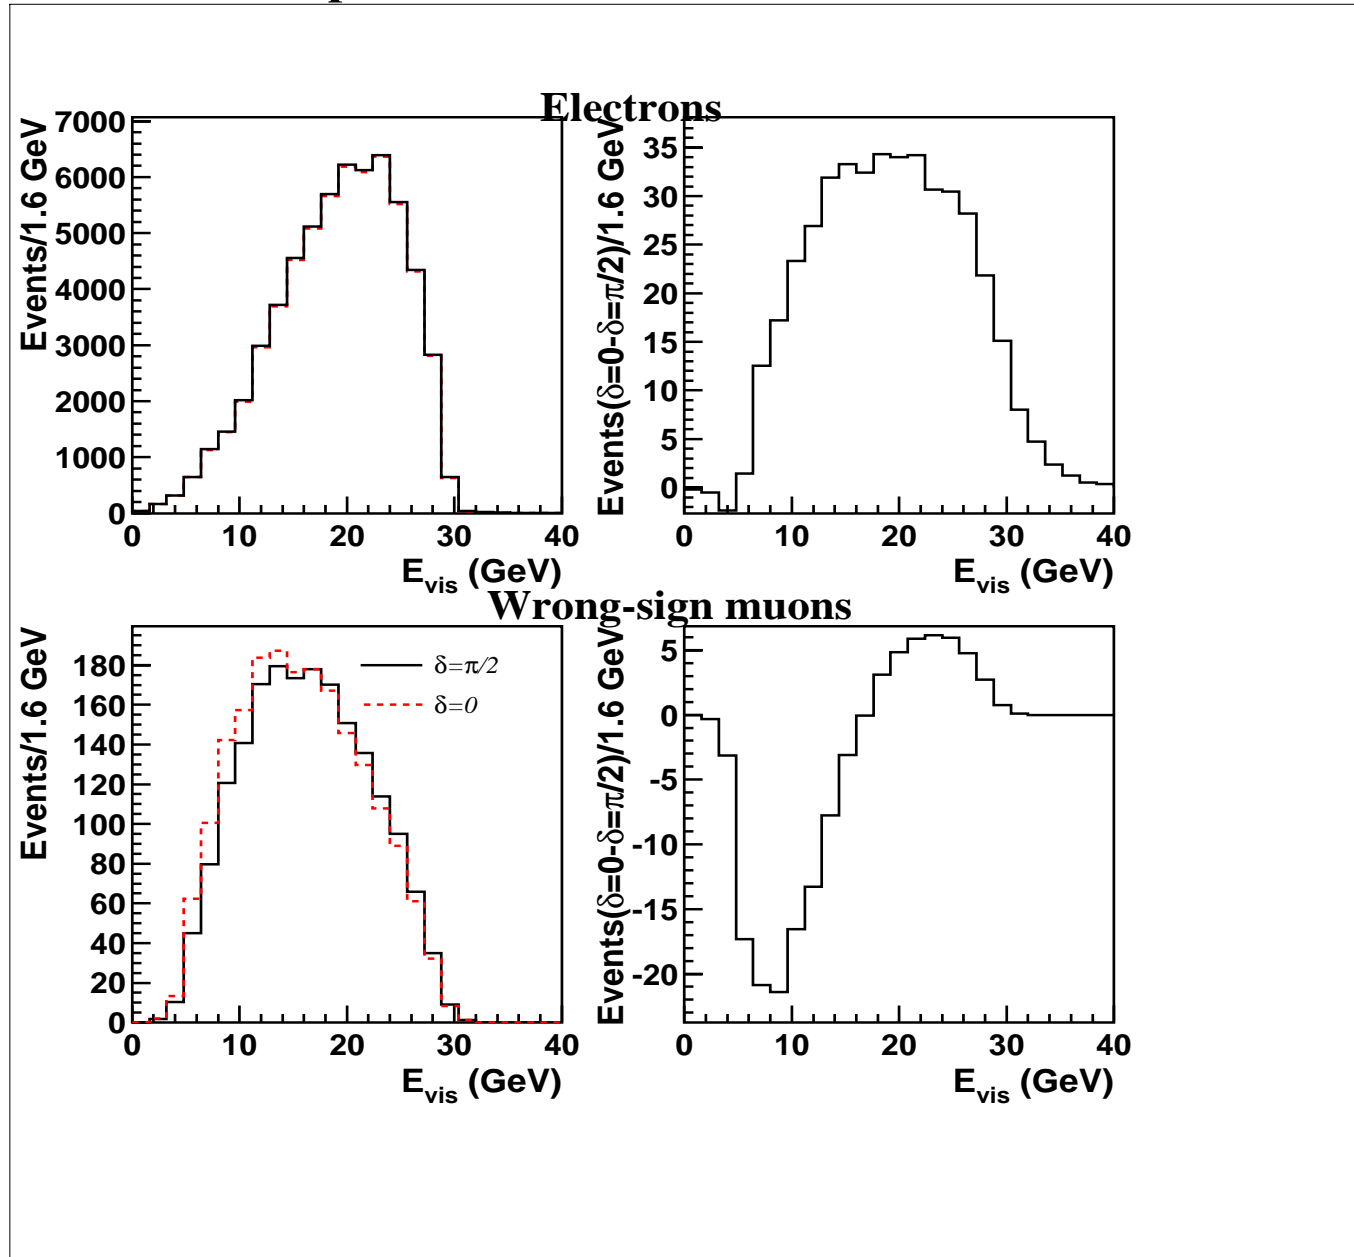 Electrons
Events/1.6 GeV
7000
6000
5000
4000
3000
2000
1000
0
0 10 20 30 40
E_vis (GeV)
Events(δ=0-δ=π/2)/1.6 GeV
35
30
25
20
15
10
5
0
0 10 20 30 40
E_vis (GeV)
Wrong-sign muons
Events/1.6 GeV
180
160
140
120
100
80
60
40
20
0
0 10 20 30 40
E_vis (GeV)
δ=π/2
δ=0
Events(δ=0-δ=π/2)/1.6 GeV
5
0
-5
-10
-15
-20
0 10 20 30 40
E_vis (GeV)